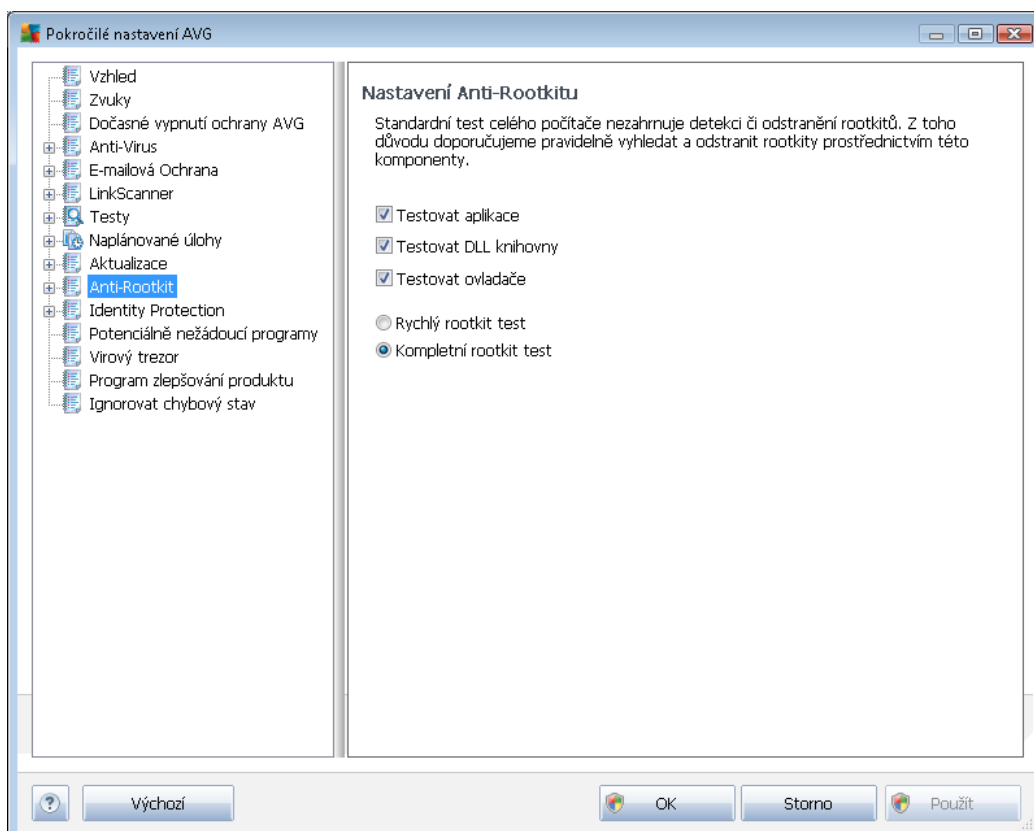 Pokročilé nastavení AVG
Vzhled
Zvuky
Dočasné vypnutí ochrany AVG
Anti-Virus
E-mailová Ochrana
LinkScanner
Testy
Naplánované úlohy
Aktualizace
Anti-Rootkit
Identity Protection
Potenciálně nežádoucí programy
Virový trezor
Program zlepšování produktu
Ignorovat chybový stav
Nastavení Anti-Rootkitu
Standardní test celého počítače nezahrnuje detekci či odstranění rootkitů. Z toho
důvodu doporučujeme pravidelně vyhledat a odstranit rootkity prostřednictvím této
komponenty.
Testovat aplikace
Testovat DLL knihovny
Testovat ovladače
Rychlý rootkit test
Kompletní rootkit test
? Výchozí OK Storno Použít